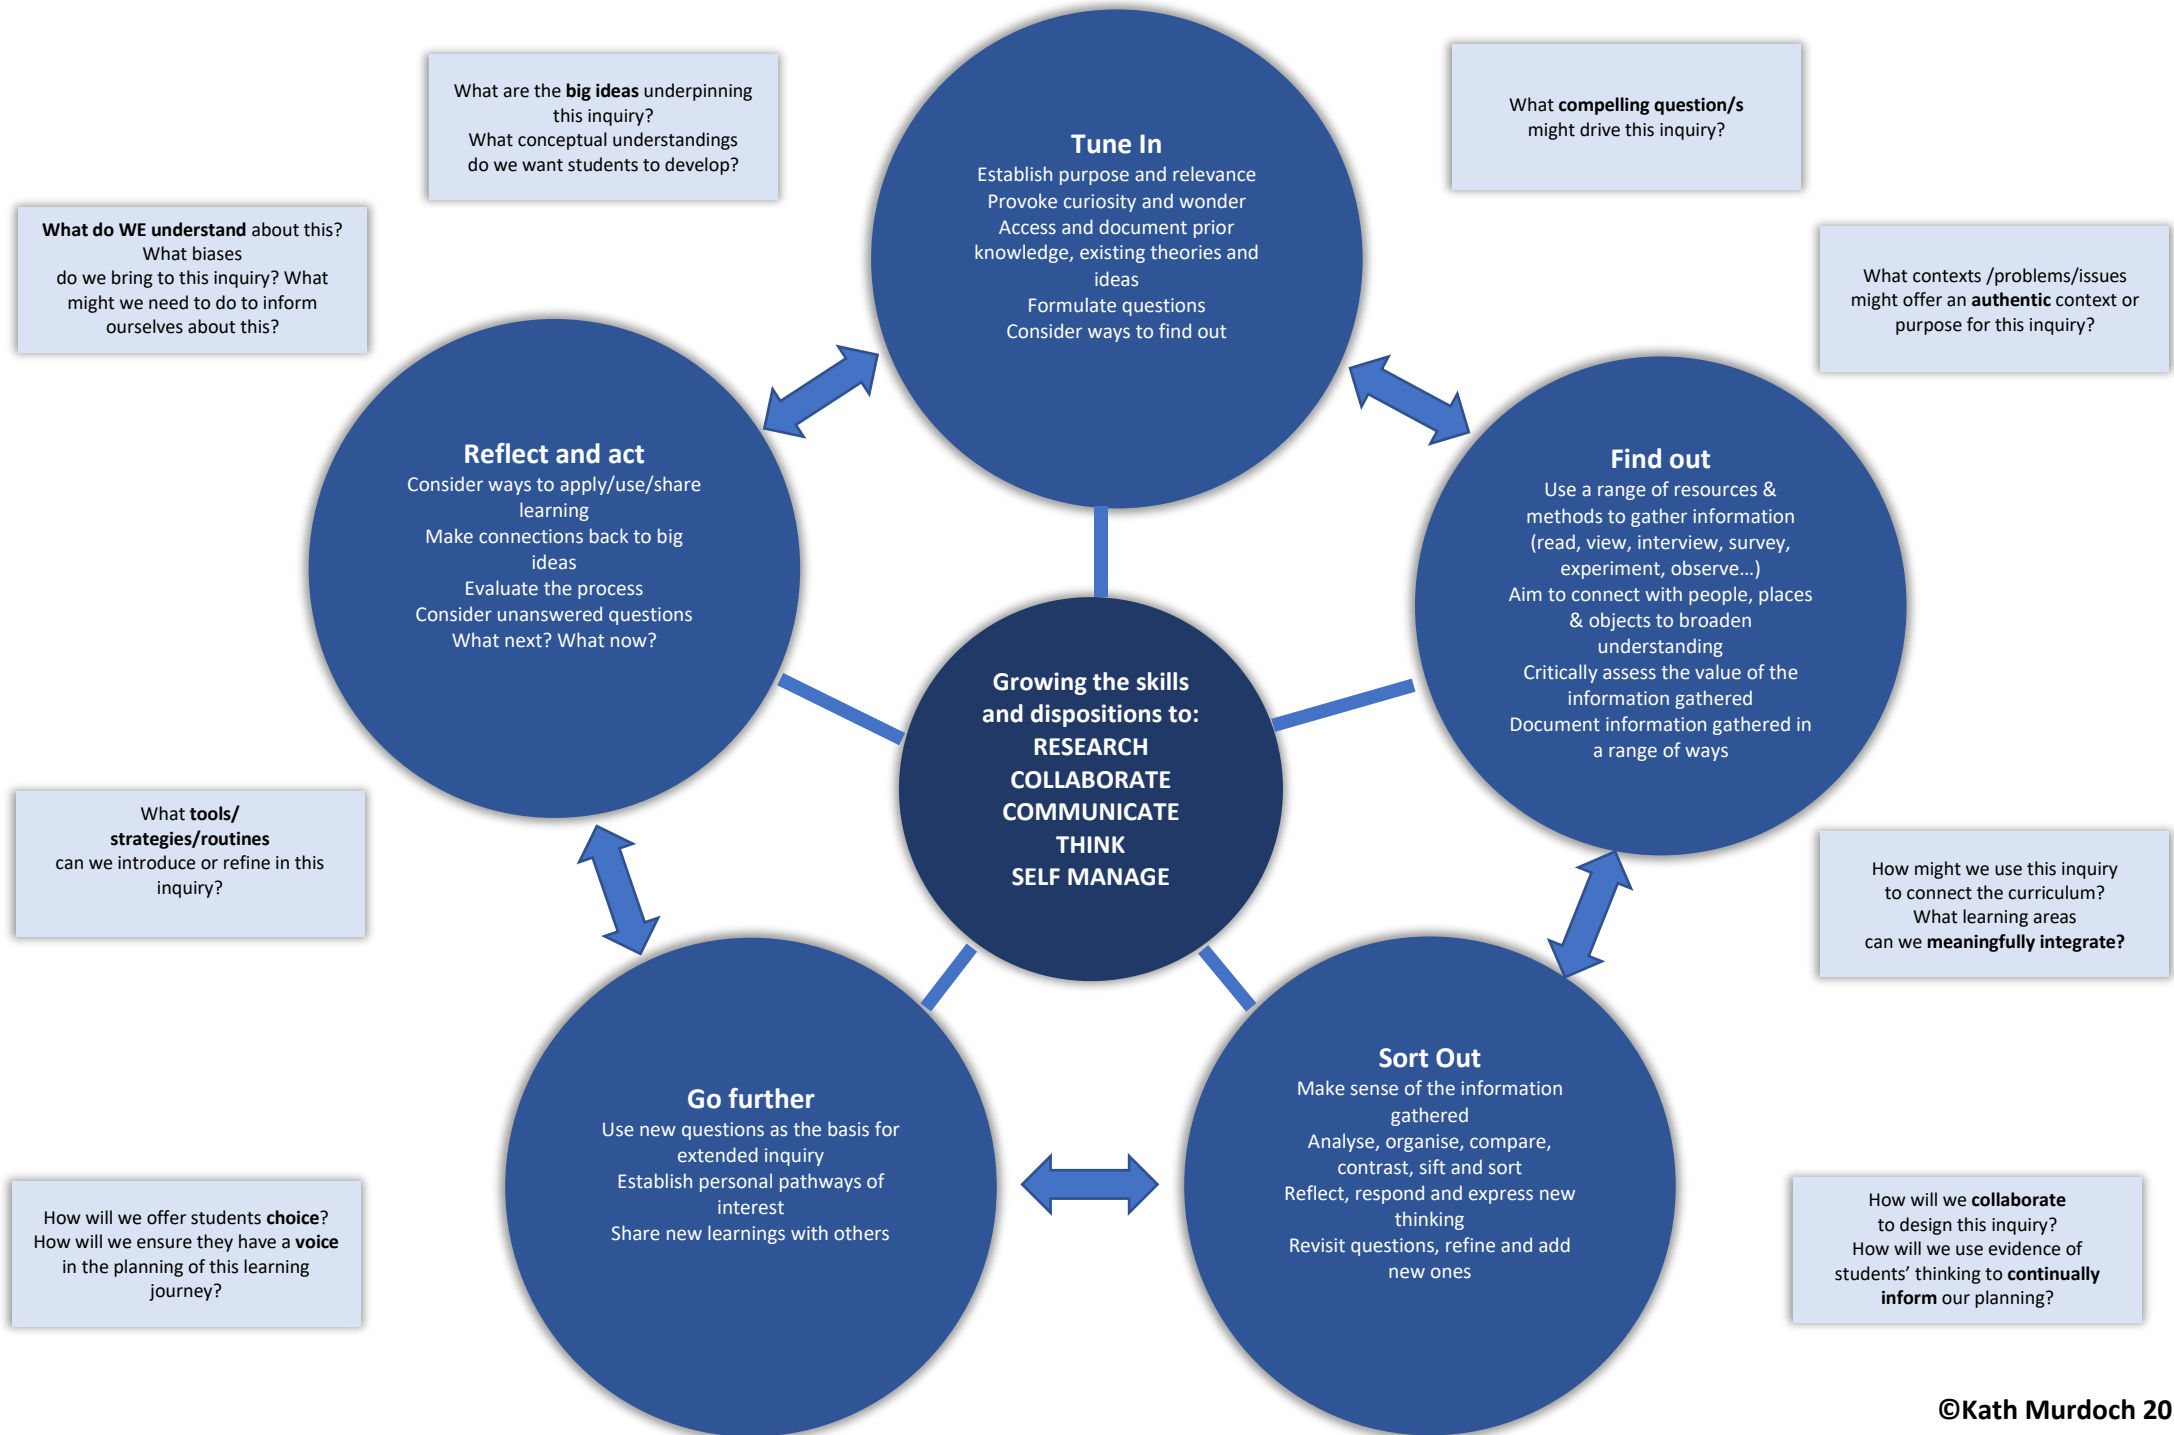 What are the big ideas underpinning
this inquiry?
What conceptual understandings
do we want students to develop?
What compelling question/s
might drive this inquiry?
Tune In
Establish purpose and relevance
Provoke curiosity and wonder
Access and document prior
knowledge, existing theories and
ideas
Formulate questions
Consider ways to find out
What do WE understand about this?
What biases
do we bring to this inquiry? What
might we need to do to inform
ourselves about this?
What contexts /problems/issues
might offer an authentic context or
purpose for this inquiry?
Reflect and act
Consider ways to apply/use/share
learning
Make connections back to big
ideas
Evaluate the process
Consider unanswered questions
What next? What now?
Find out
Use a range of resources &
methods to gather information
(read, view, interview, survey,
experiment, observe…)
Aim to connect with people, places
& objects to broaden
understanding
Critically assess the value of the
information gathered
Document information gathered in
a range of ways
Growing the skills
and dispositions to:
RESEARCH
COLLABORATE
COMMUNICATE
THINK
SELF MANAGE
What tools/
strategies/routines
can we introduce or refine in this
inquiry?
How might we use this inquiry
to connect the curriculum?
What learning areas
can we meaningfully integrate?
Go further
Use new questions as the basis for
extended inquiry
Establish personal pathways of
interest
Share new learnings with others
Sort Out
Make sense of the information
gathered
Analyse, organise, compare,
contrast, sift and sort
Reflect, respond and express new
thinking
Revisit questions, refine and add
new ones
How will we offer students choice?
How will we ensure they have a voice
in the planning of this learning
journey?
How will we collaborate
to design this inquiry?
How will we use evidence of
students’ thinking to continually
inform our planning?
©Kath Murdoch 20